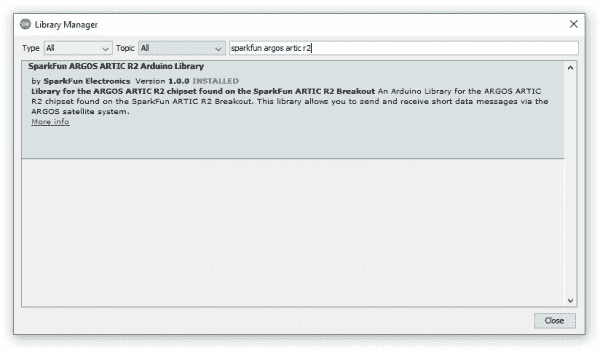 Library Manager
Type All Topic All sparkfun argos artic r2
SparkFun ARGOS ARTIC R2 Arduino Library
by SparkFun Electronics Version 1.0.0 INSTALLED
Library for the ARGOS ARTIC R2 chipset found on the SparkFun ARTIC R2 Breakout An Arduino Library for the ARGOS ARTIC
R2 chipset found on the SparkFun ARTIC R2 Breakout. This library allows you to send and receive short data messages via the
ARGOS satellite system.
More info
Close